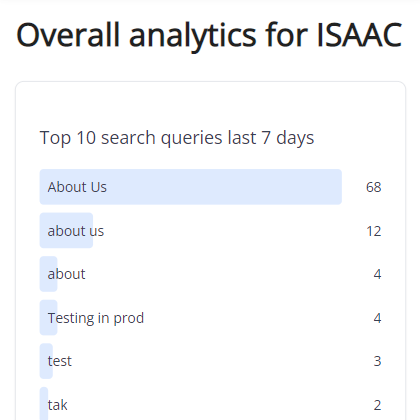 Overall analytics for ISAAC
Top 10 search queries last 7 days
About Us 68
about us 12
about 4
Testing in prod 4
test 3
tak 2